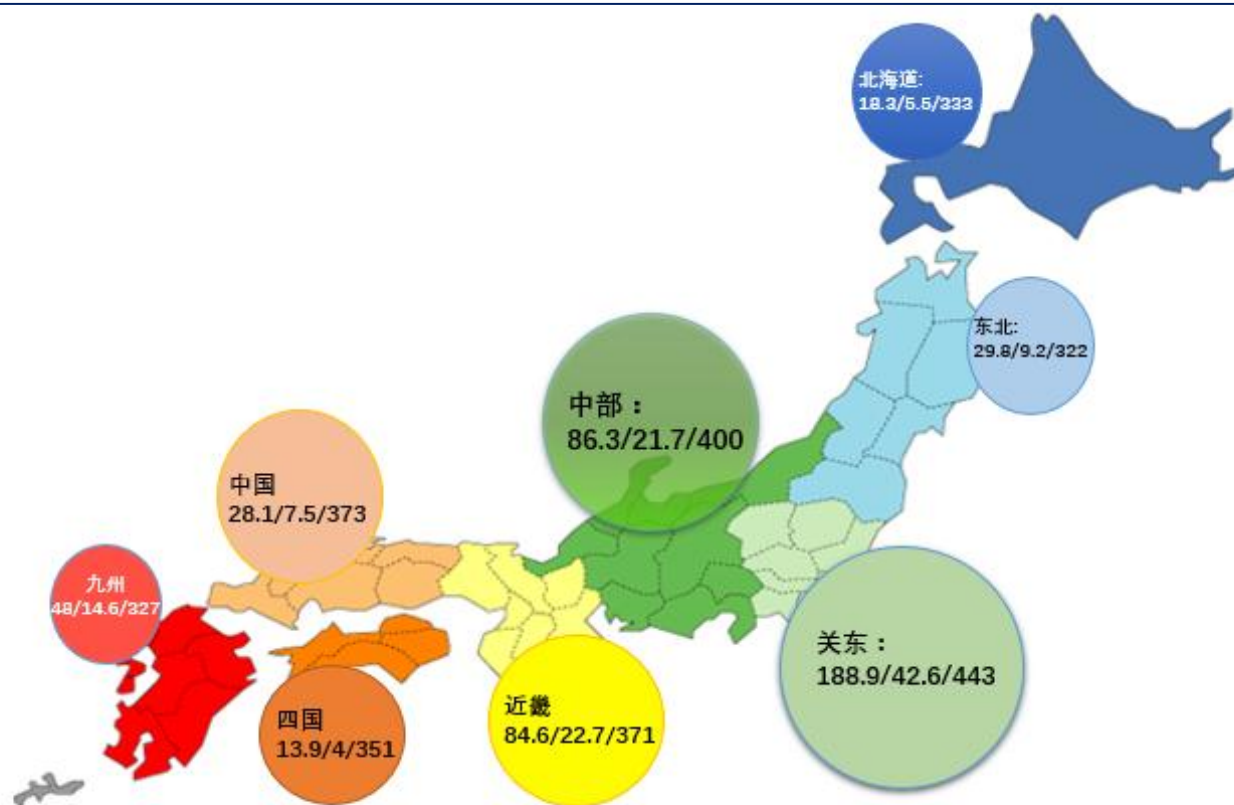 北海道:
18.3/5.5/333
东北:
29.8/9.2/322
中部：
86.3/21.7/400
中国
28.1/7.5/373
九州
48/14.6/327
关东：
188.9/42.6/443
近畿
84.6/22.7/371
四国
13.9/4/351